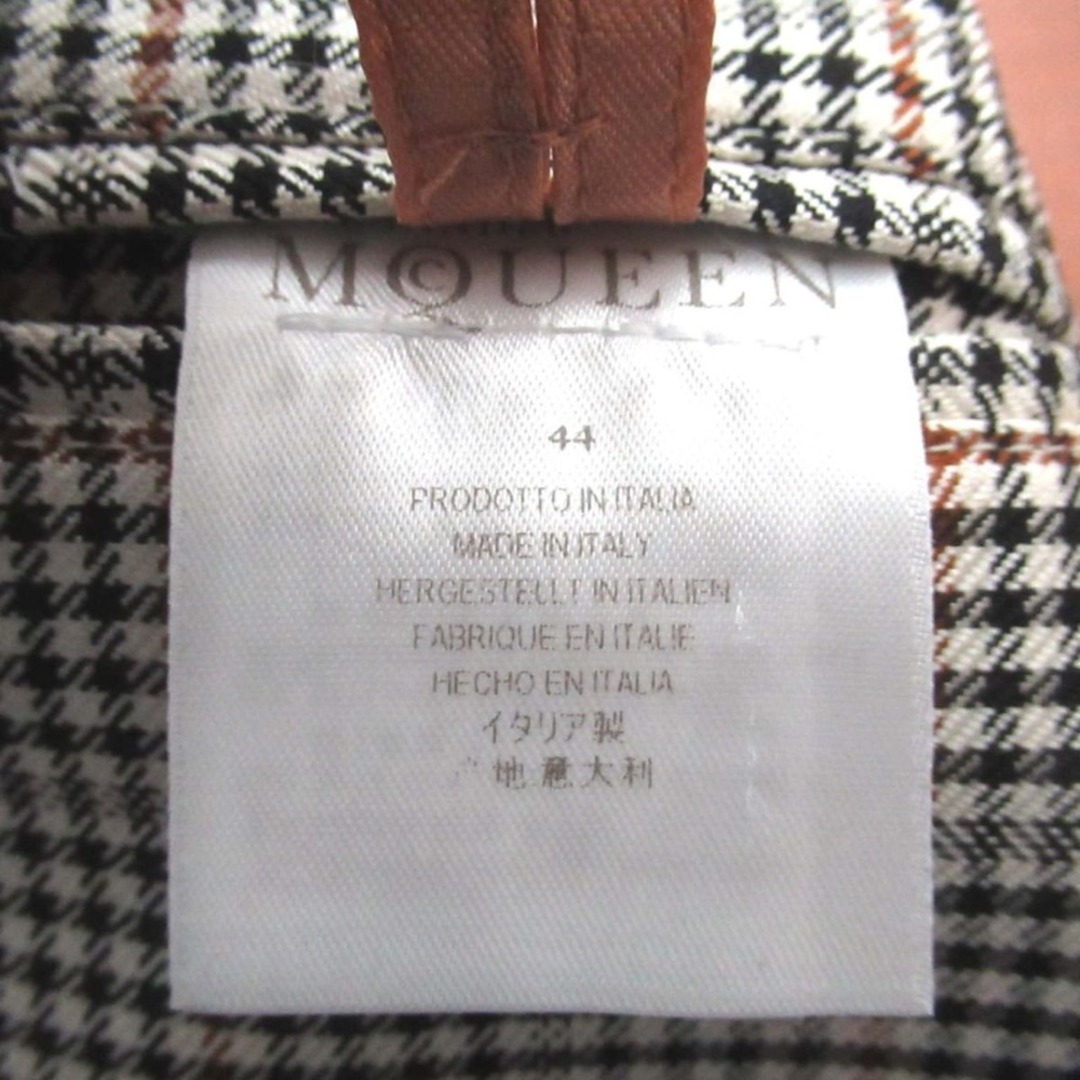 McQUEEN
44
PRODOTTO IN ITALIA
MADE IN ITALY
HERGESTELLT IN ITALIEN
FABRIQUE EN ITALIE
HECHO EN ITALIA
イタリア製
地意大利